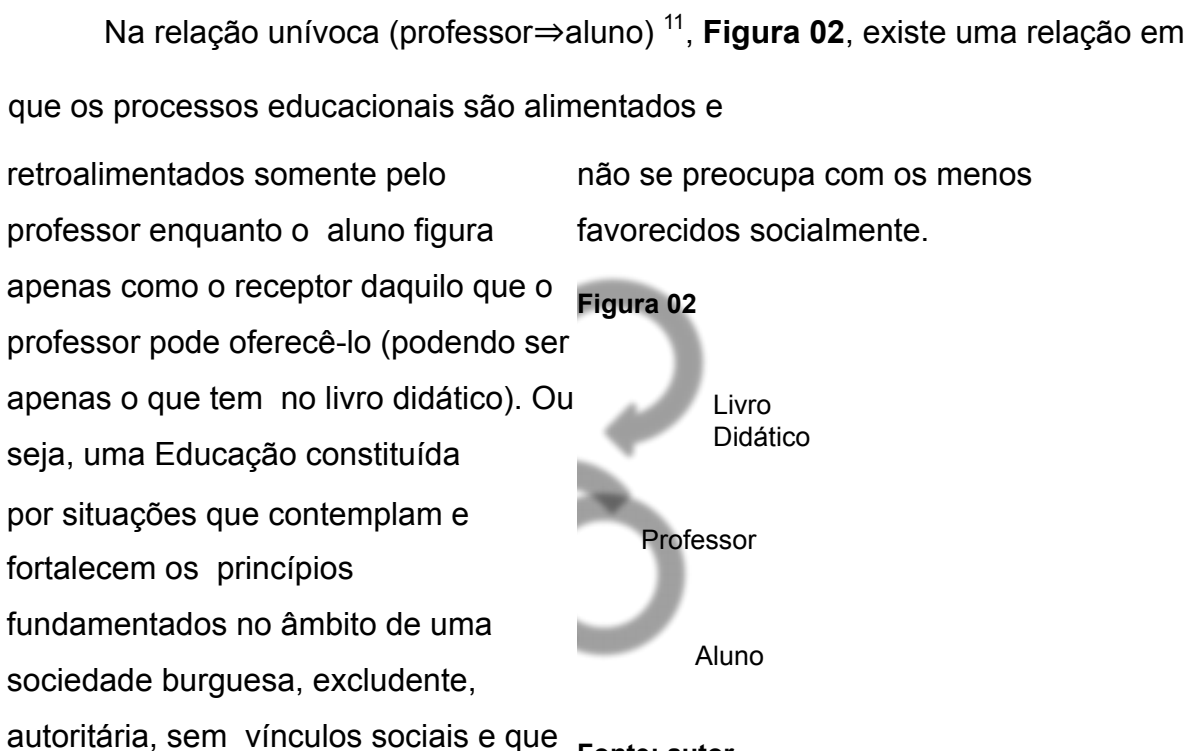 Na relação unívoca (professor⇒aluno) 11, Figura 02, existe uma relação em
que os processos educacionais são alimentados e
retroalimentados somente pelo
professor enquanto o aluno figura
apenas como o receptor daquilo que o
professor pode oferecê-lo (podendo ser
apenas o que tem no livro didático). Ou
seja, uma Educação constituída
por situações que contemplam e
fortalecem os princípios
fundamentados no âmbito de uma
sociedade burguesa, excludente,
autoritária, sem vínculos sociais e que
não se preocupa com os menos
favorecidos socialmente.
Figura 02
Livro
Didático
Professor
Aluno
Fonte: autor